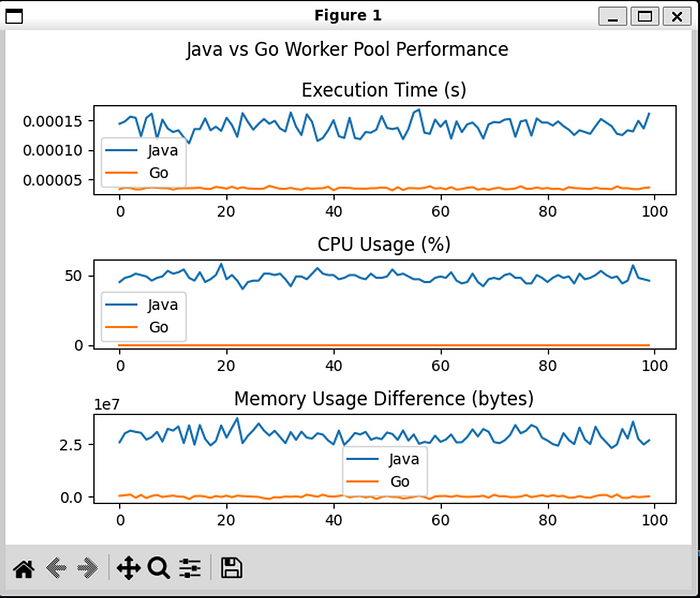 Figure 1
Java vs Go Worker Pool Performance
Execution Time (s)
0.00015
0.00010
0.00005
Java
Go
0 20 40 60 80 100
CPU Usage (%)
50
0
Java
Go
0 20 40 60 80 100
Memory Usage Difference (bytes)
1e7
2.5
0.0
Java
Go
0 20 40 60 80 100